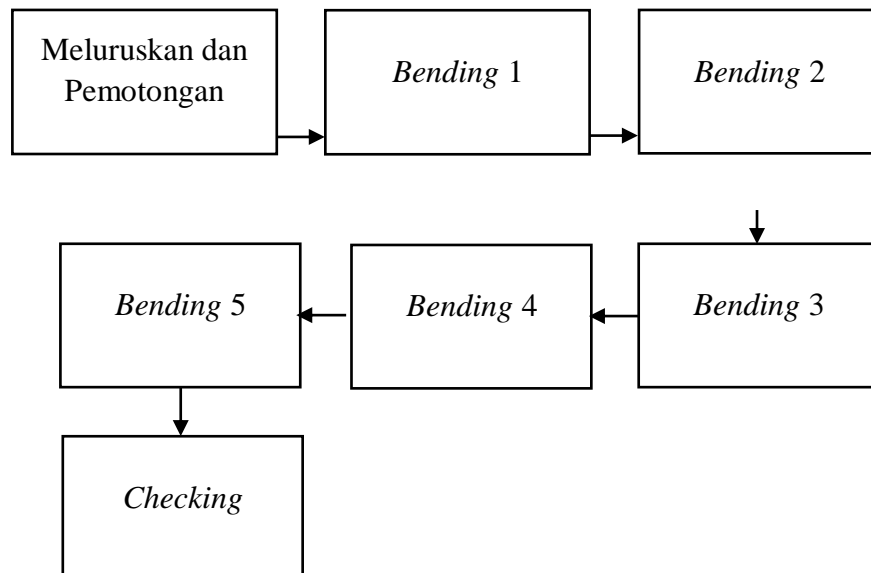 Meluruskan dan
Pemotongan
Bending 1
Bending 2
Bending 3
Bending 4
Bending 5
Checking